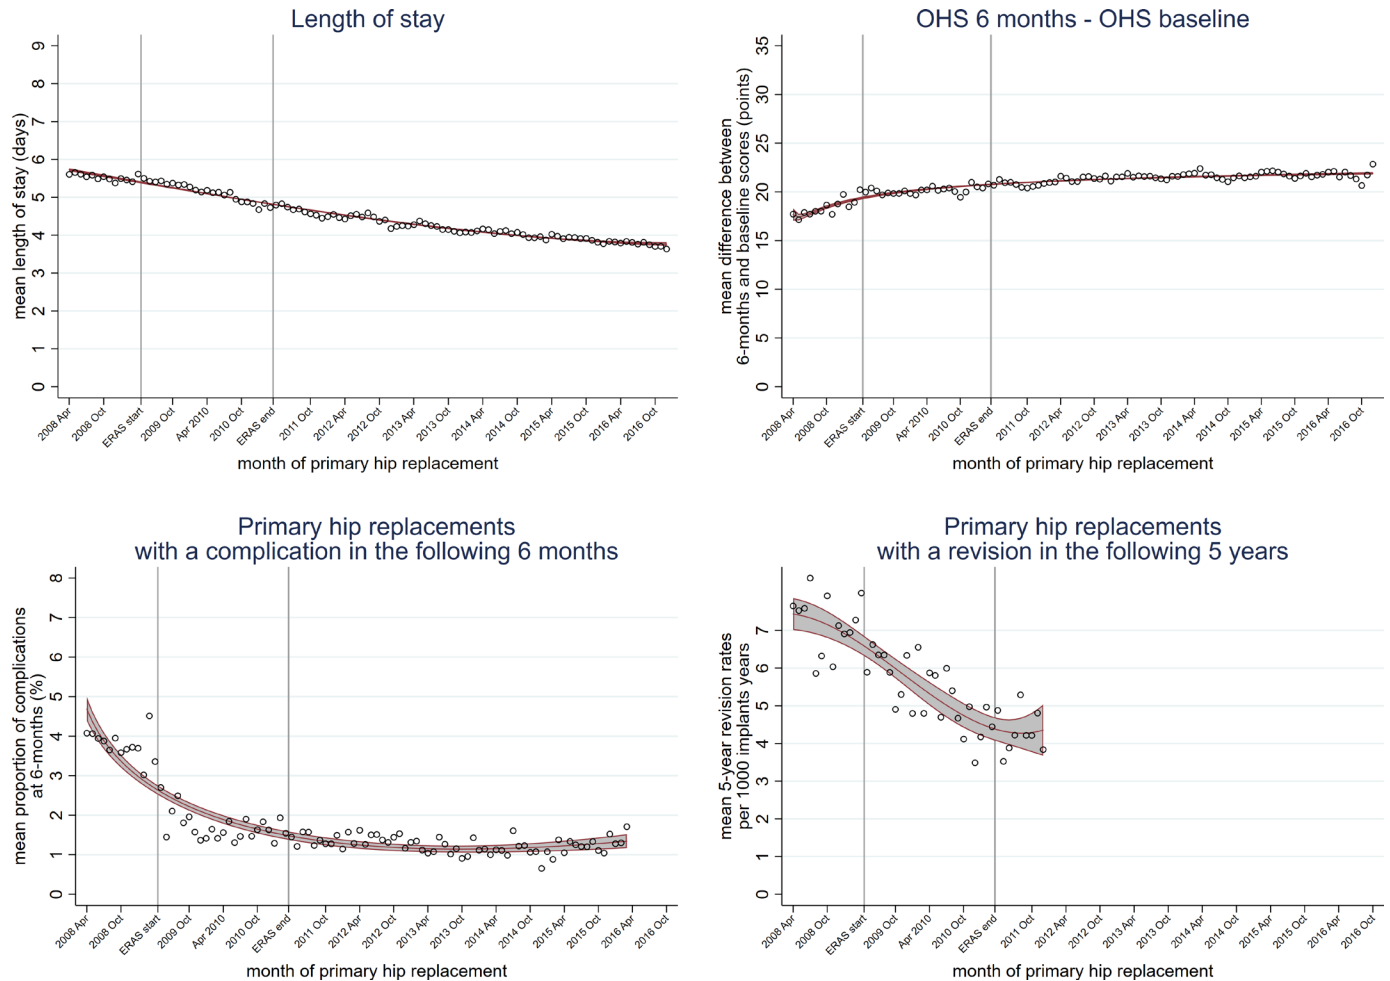 Length of stay
mean length of stay (days)
9
8
7
6
5
4
3
2
1
0
2008 Apr
2008 Oct
ERAS start
2009 Oct
Apr 2010
2010 Oct
ERAS end
2011 Oct
2012 Apr
2012 Oct
2013 Apr
2013 Oct
2014 Apr
2014 Oct
2015 Apr
2015 Oct
2016 Apr
2016 Oct
month of primary hip replacement
OHS 6 months - OHS baseline
mean difference between
6-months and baseline scores (points)
35
30
25
20
15
10
5
0
2008 Apr
2008 Oct
ERAS start
2009 Oct
Apr 2010
2010 Oct
ERAS end
2011 Oct
2012 Apr
2012 Oct
2013 Apr
2013 Oct
2014 Apr
2014 Oct
2015 Apr
2015 Oct
2016 Apr
2016 Oct
month of primary hip replacement
Primary hip replacements
with a complication in the following 6 months
mean proportion of complications
at 6-months (%)
8
7
6
5
4
3
2
1
0
2008 Apr
2008 Oct
ERAS start
2009 Oct
Apr 2010
2010 Oct
ERAS end
2011 Oct
2012 Apr
2012 Oct
2013 Apr
2013 Oct
2014 Apr
2014 Oct
2015 Apr
2015 Oct
2016 Apr
2016 Oct
month of primary hip replacement
Primary hip replacements
with a revision in the following 5 years
mean 5-year revision rates
per 1000 implants years
7
6
5
4
3
2
1
0
2008 Apr
2008 Oct
ERAS start
2009 Oct
Apr 2010
2010 Oct
ERAS end
2011 Oct
2012 Apr
2012 Oct
2013 Apr
2013 Oct
2014 Apr
2014 Oct
2015 Apr
2015 Oct
2016 Apr
2016 Oct
month of primary hip replacement